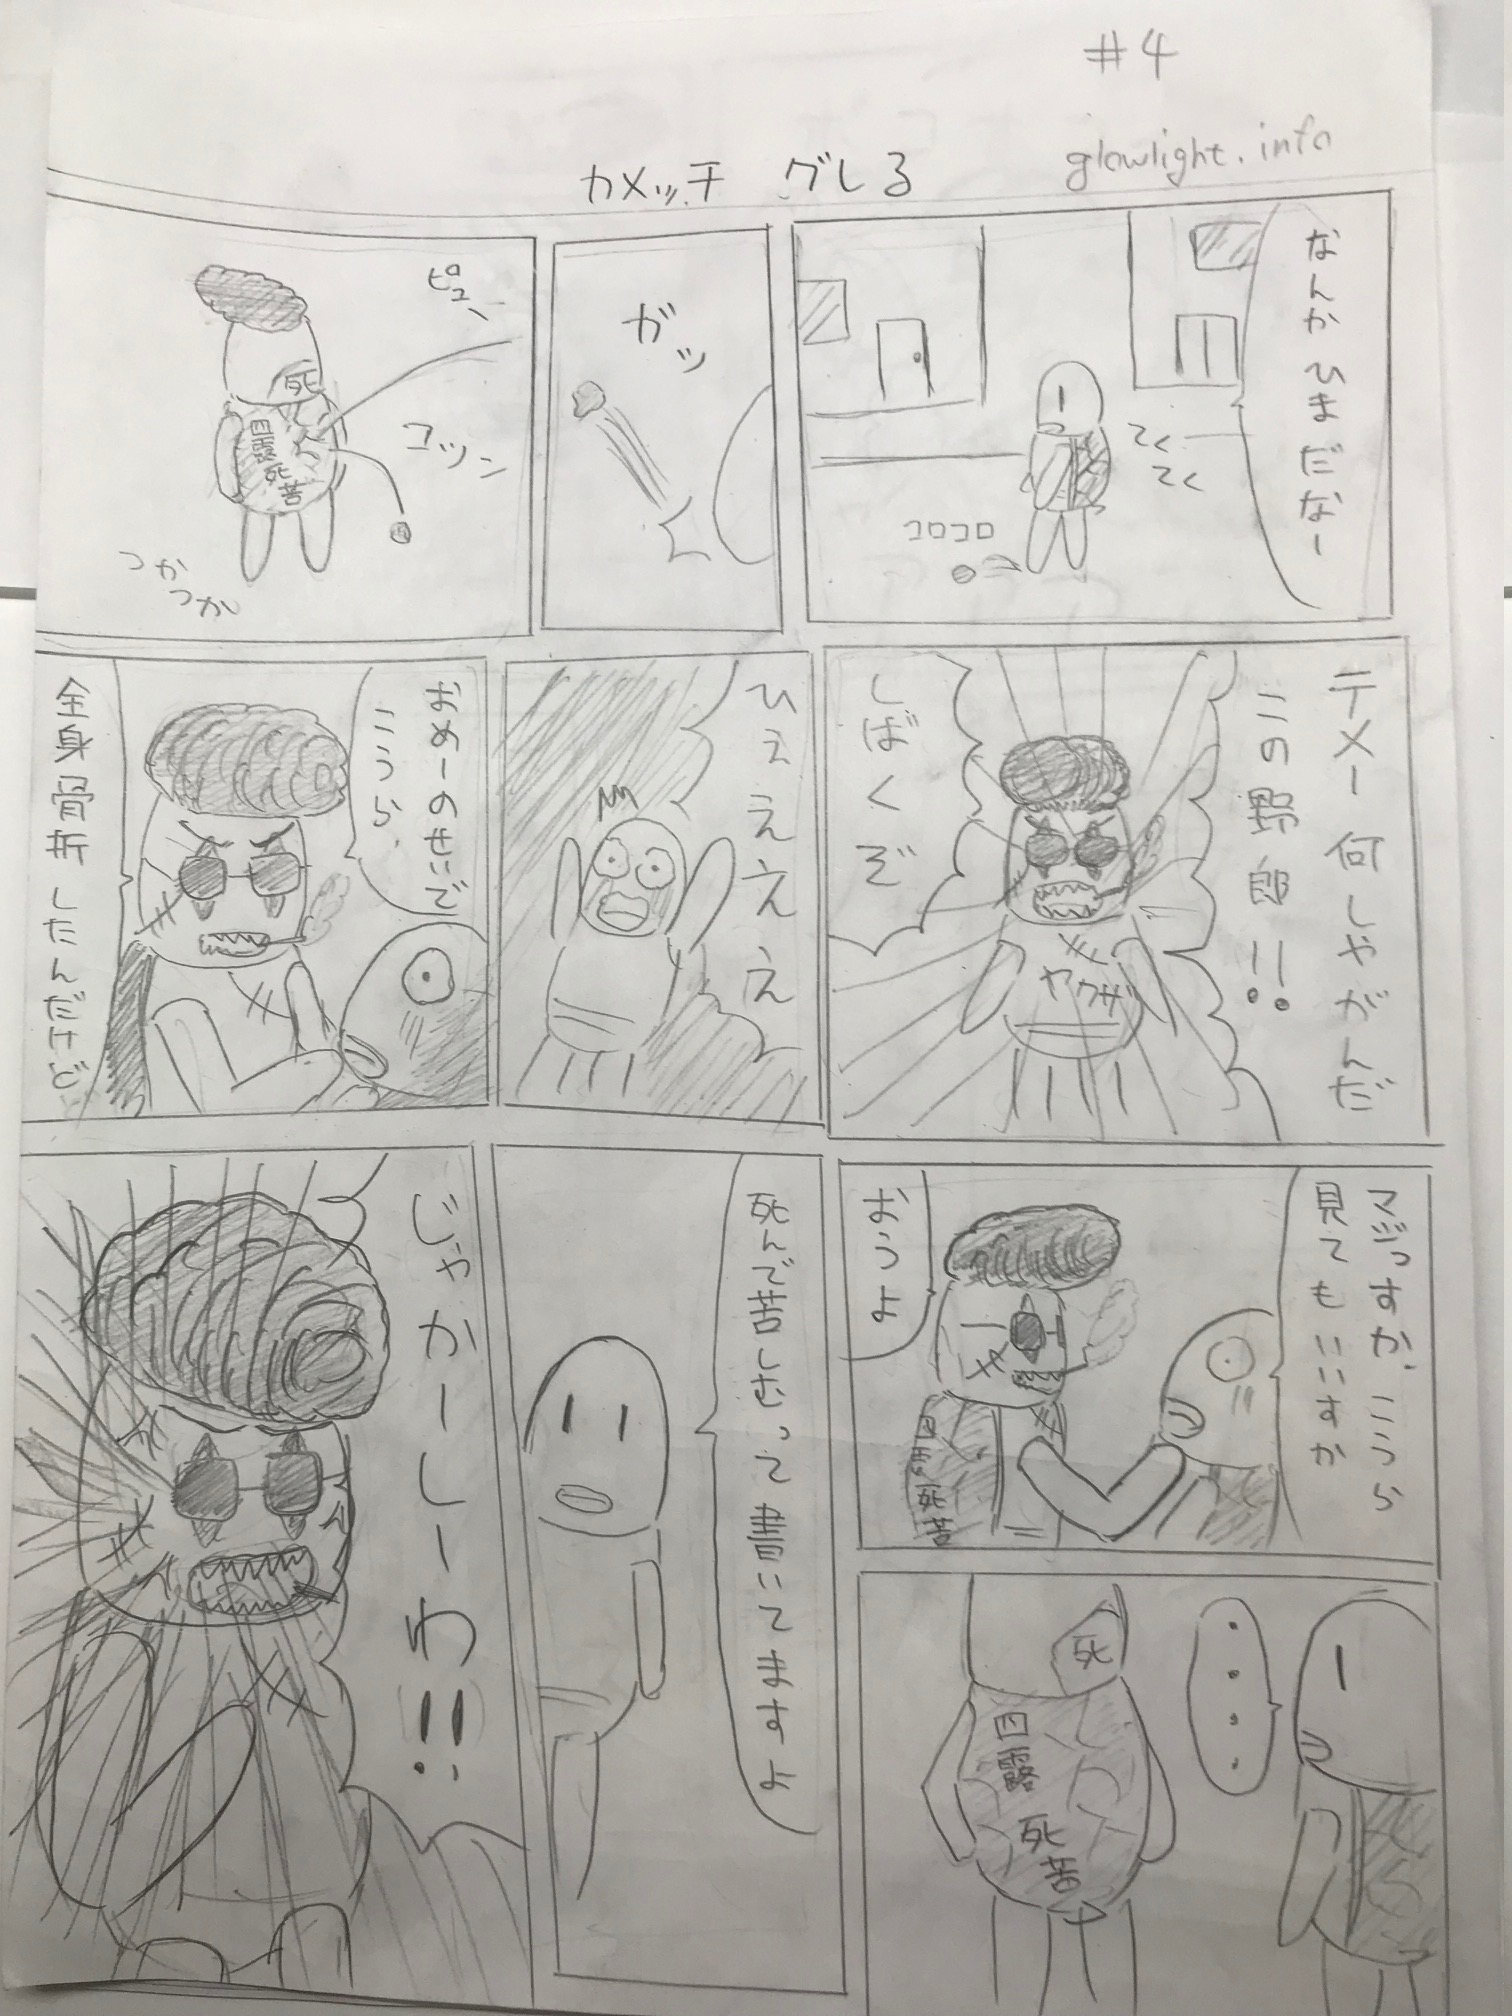 #4
glowlight.info
カメッチ グレる
なんかひまだなー
てく
てく
コロコロ
ガッ
ピュー
コツン
死
四露死苦
つか
つか
テメー何しやがんだ
この野郎!!
しばくぞ
ヤクザ
ひぇえええ
おめーのせいで
こうら、
全身骨折したんだけど
マジっすか、こうら
見てもいいすか
おうよ
四露死苦
・・・・
死
四露死苦
死んで苦しむって書いてますよ
じゃかーしーわ!!